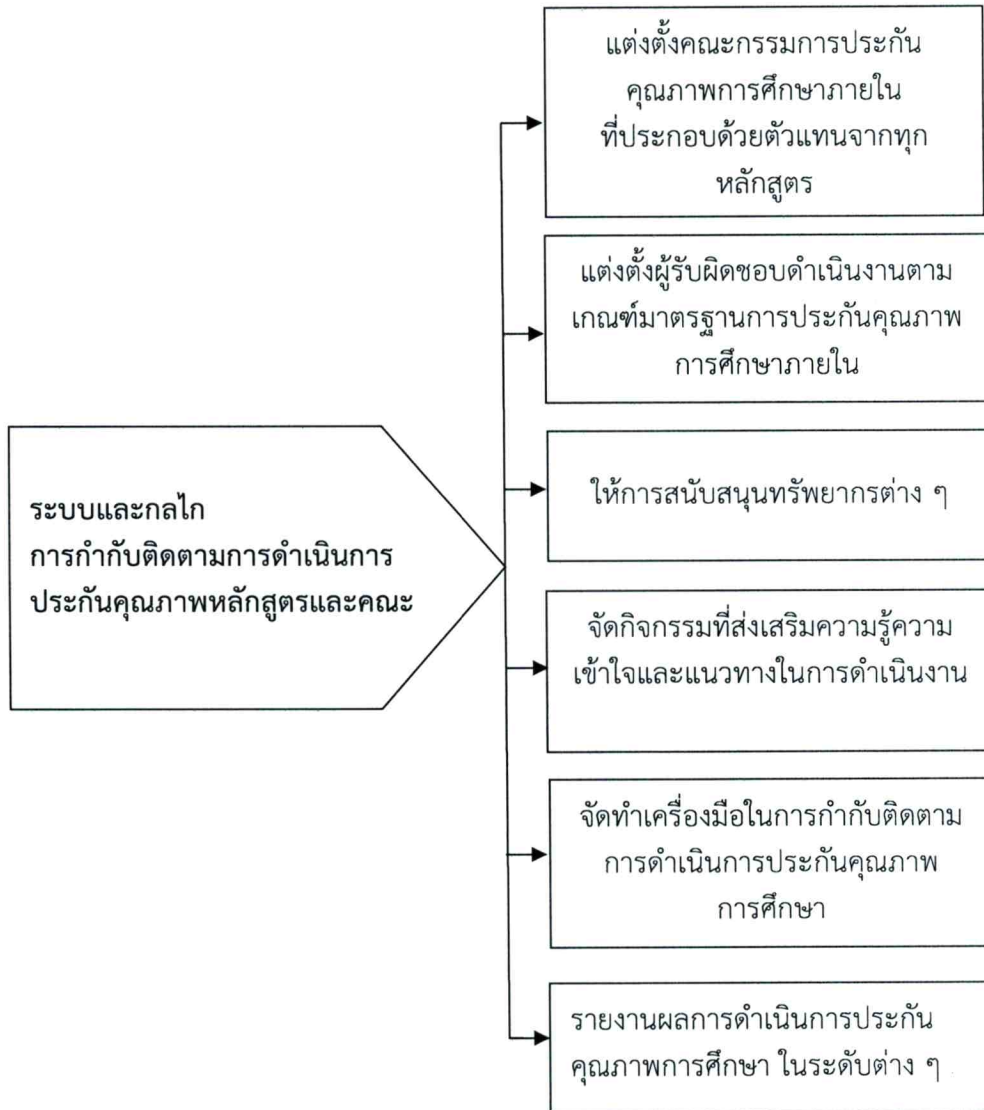 แต่งตั้งคณะกรรมการประกัน
คุณภาพการศึกษาภายใน
ที่ประกอบด้วยตัวแทนจากทุก
หลักสูตร
แต่งตั้งผู้รับผิดชอบดำเนินงานตาม
เกณฑ์มาตรฐานการประกันคุณภาพ
การศึกษาภายใน
ระบบและกลไก
การกำกับติดตามการดำเนินการ
ประกันคุณภาพหลักสูตรและคณะ
ให้การสนับสนุนทรัพยากรต่าง ๆ
จัดกิจกรรมที่ส่งเสริมความรู้ความ
เข้าใจและแนวทางในการดำเนินงาน
จัดทำเครื่องมือในการกำกับติดตาม
การดำเนินการประกันคุณภาพ
การศึกษา
รายงานผลการดำเนินการประกัน
คุณภาพการศึกษา ในระดับต่าง ๆ